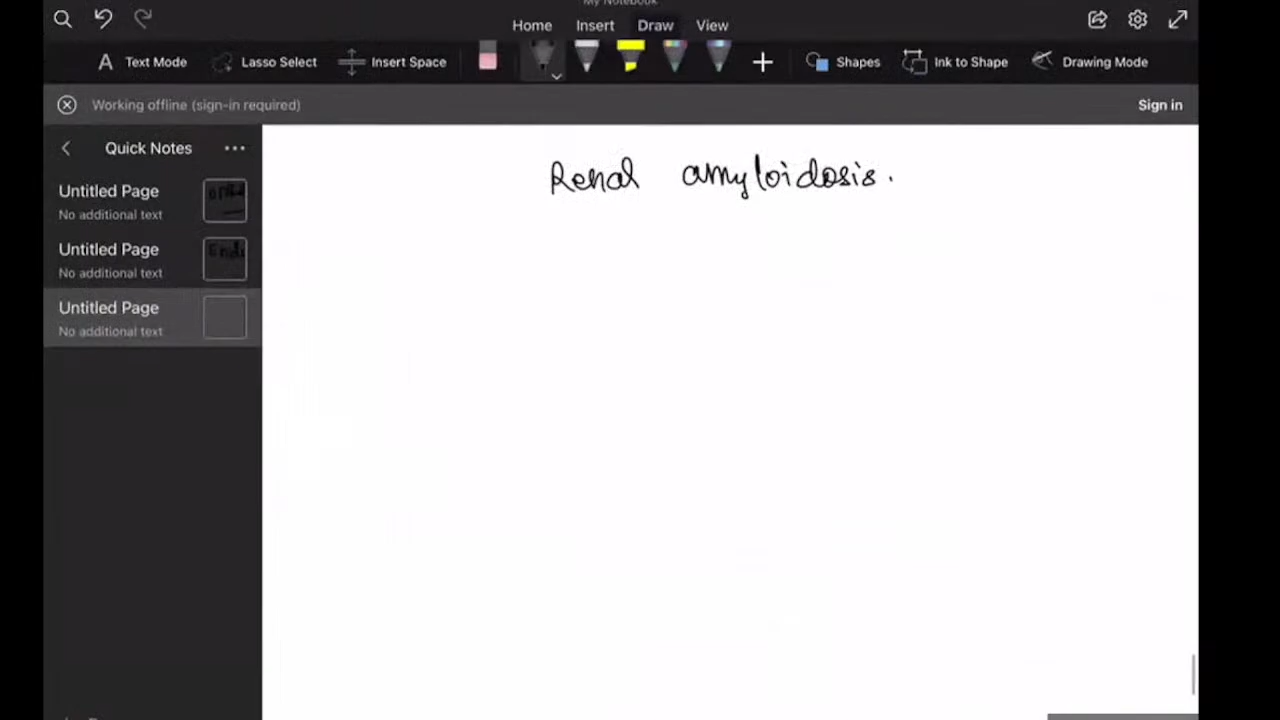 My Notebook
Home Insert Draw View
Text Mode Lasso Select Insert Space Shapes Ink to Shape Drawing Mode
Working offline (sign-in required) Sign in
Quick Notes
Renal amyloidosis.
Untitled Page
No additional text
Untitled Page
No additional text
Untitled Page
No additional text